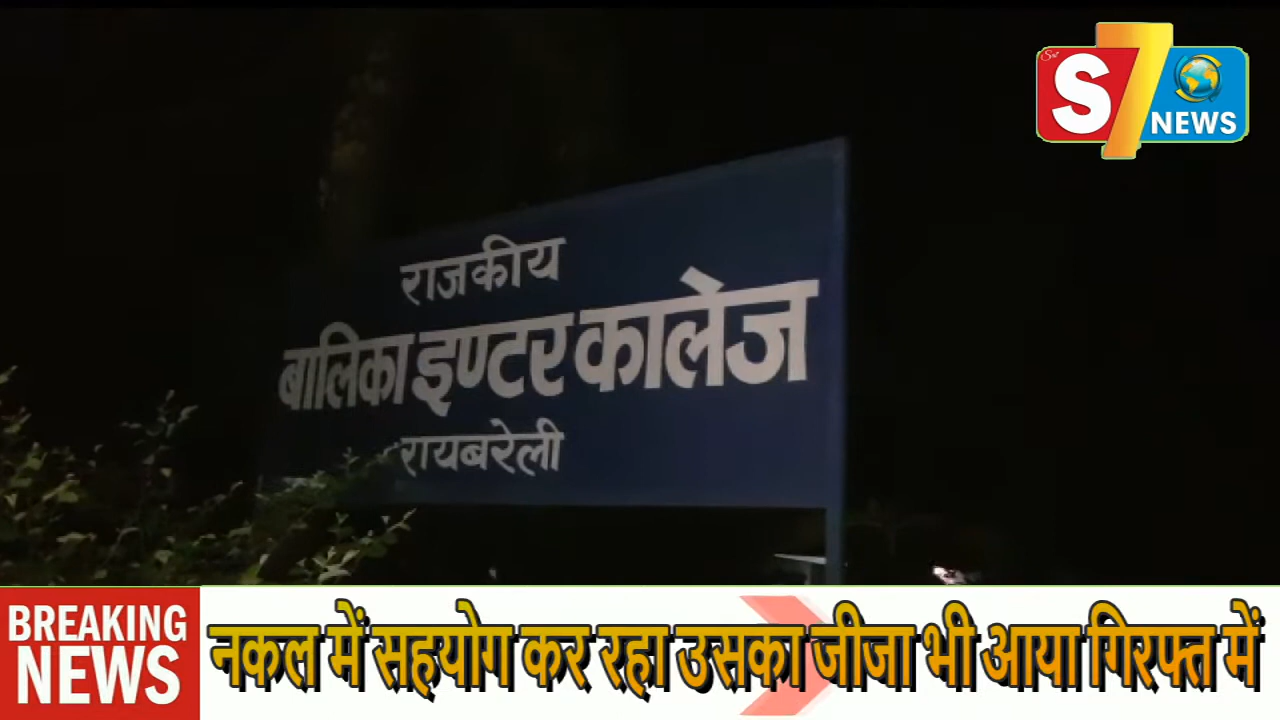 S7
NEWS
राजकीय
बालिका इण्टर कालेज
रायबरेली
BREAKING
NEWS
नकल में सहयोग कर रहा उसका जीजा भी आया गिरफ्त में